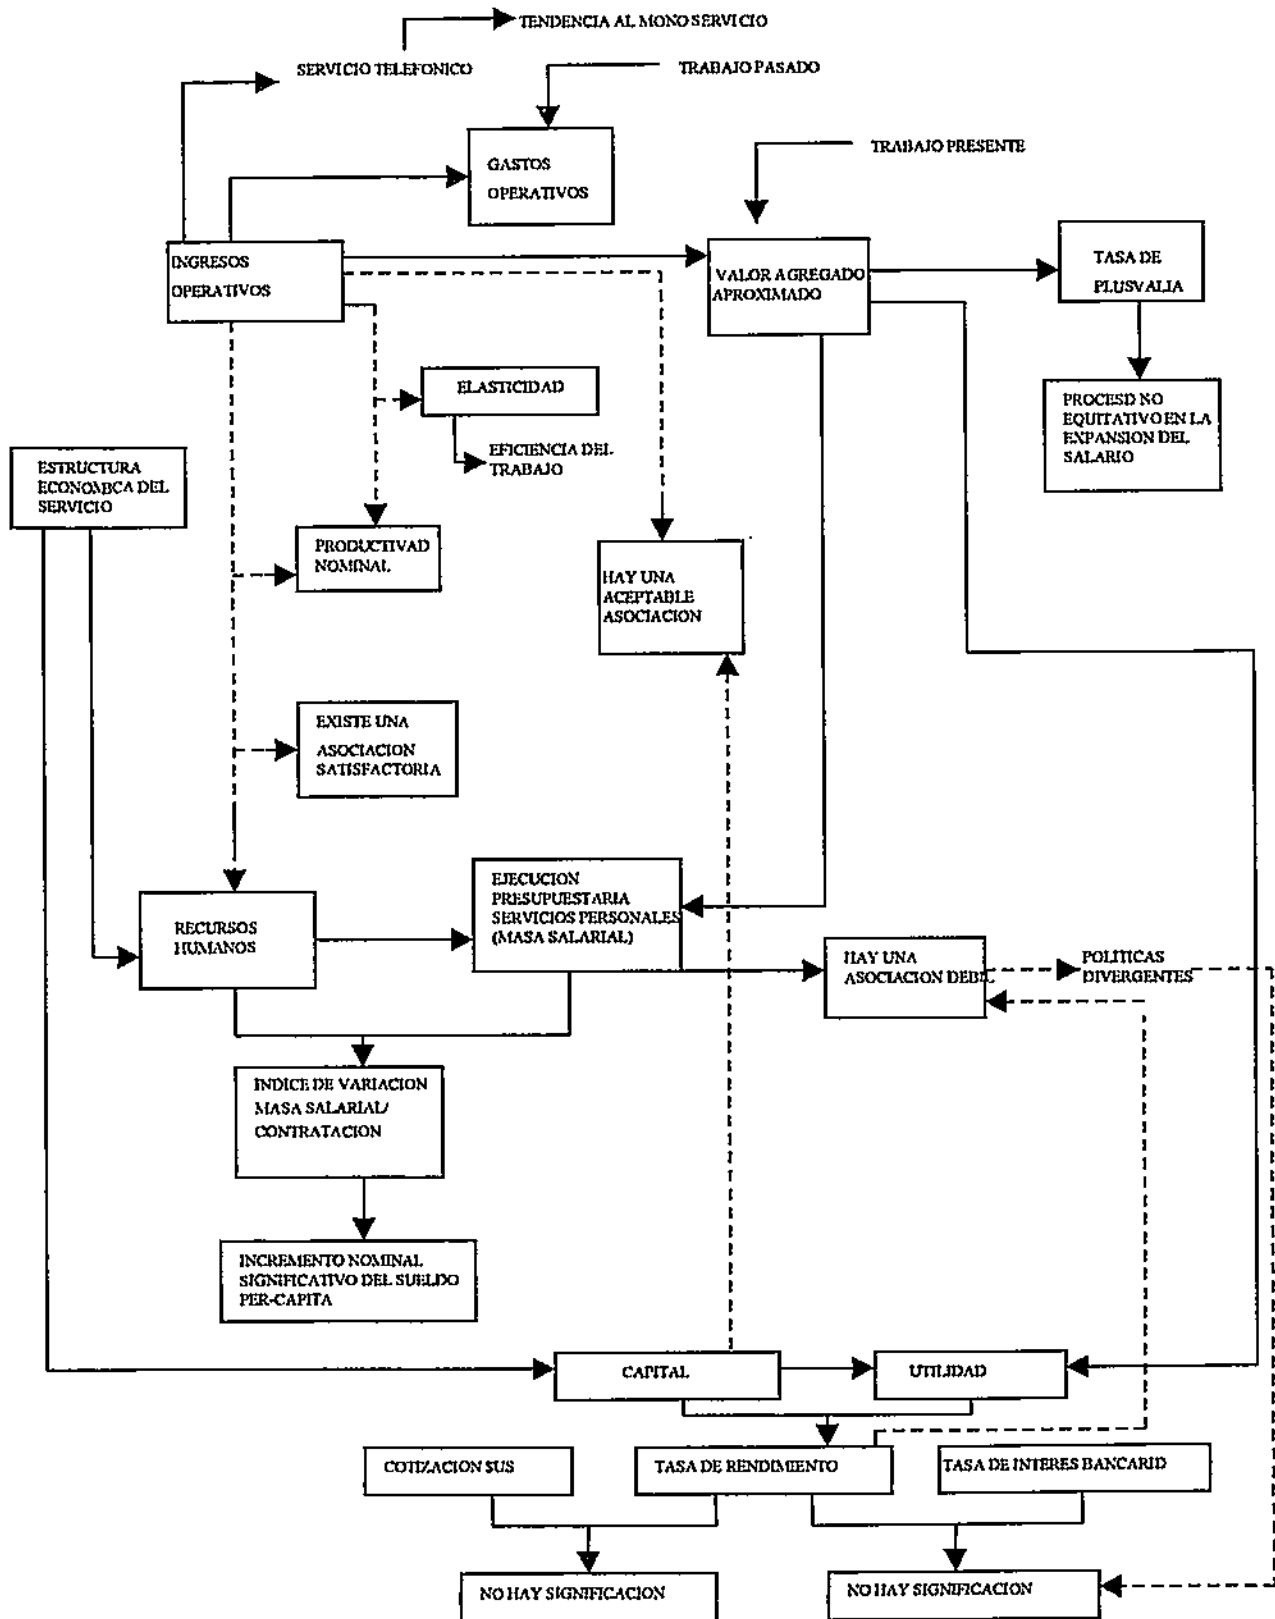 TENDENCIA AL MONO SERVICIO
SERVICIO TELEFONICO
TRABAJO PASADO
GASTOS
OPERATIVOS
TRABAJO PRESENTE
INGRESOS
OPERATIVOS
VALOR AGREGADO
APROXIMADO
TASA DE
PLUSVALIA
ELASTICIDAD
EFICIENCIA DEL
TRABAJO
PROCESD NO
EQUITATIVO EN LA
EXPANSION DEL
SALARIO
ESTRUCTURA
ECONOMBCA DEL
SERVICIO
PRODUCTIVAD
NOMINAL
HAY UNA
ACEPTABLE
ASOCIACION
EXISTE UNA
ASOCIACION
SATISFACTORIA
EJECUCION
PRESUPUESTARIA
SERVICIOS PERSONALES
(MASA SALARIAL)
RECURSOS
HUMANOS
HAY UNA
ASOCIACION DEBIL
POLITICAS
DIVERGENTES
INDICE DE VARIACION
MASA SALARIAL/
CONTRATACION
INCREMENTO NOMINAL
SIGNIFICATIVO DEL SUELDO
PER-CAPITA
CAPITAL
UTILIDAD
COTIZACION $US
TASA DE RENDIMIENTO
TASA DE INTERES BANCARID
NO HAY SIGNIFICACION
NO HAY SIGNIFICACION